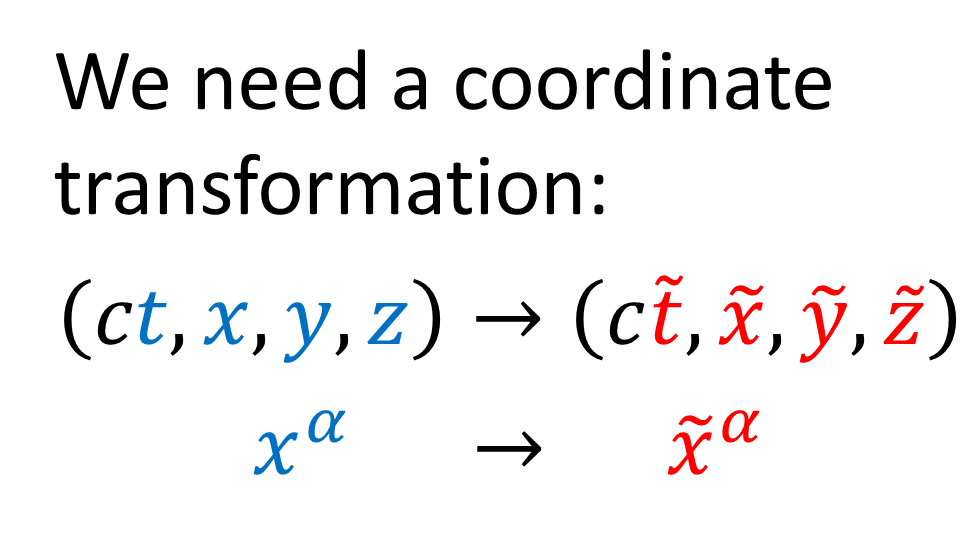 We need a coordinate
transformation:
(𝑐𝑡, 𝑥, 𝑦, 𝑧) → (𝑐𝑡̃, 𝑥̃, 𝑦̃, 𝑧̃)
𝑥^𝛼 → 𝑥̃^𝛼